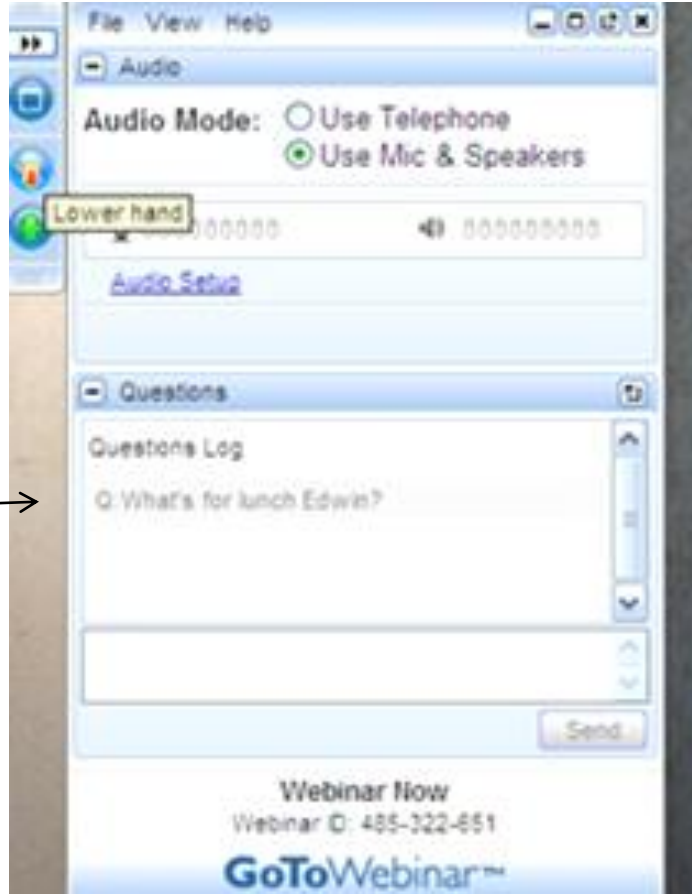 File View Help
Audio
Audio Mode: Use Telephone
Use Mic & Speakers
Lower hand
Audio Setup
Questions
Questions Log
Q: What's for lunch Edwin?
Send
Webinar Now
Webinar ID: 485-322-651
GoToWebinar™